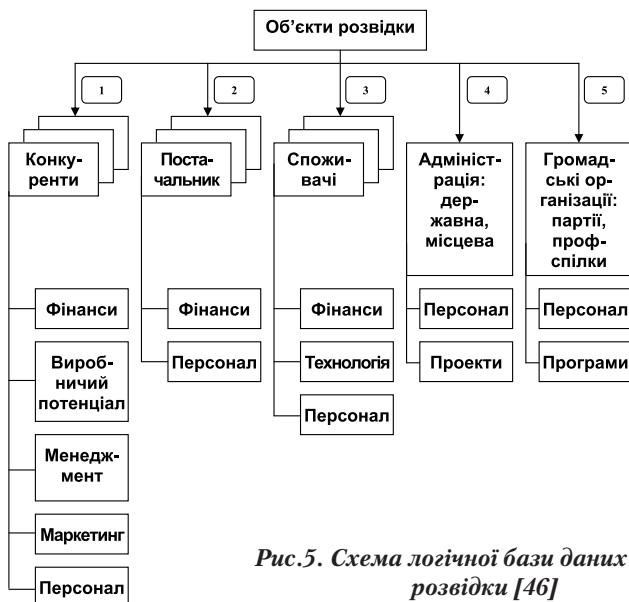 Об’єкти розвідки
1
2
3
4
5
Конку-
ренти
Поста-
чальник
Споживи-
вачі
Адмініст-
рація:
дер-
жавна,
місцева
Громад-
ські ор-
ганізації:
партії,
проф-
спілки
Фінанси
Вироб-
ничий
потенціал
Менедж-
мент
Маркетинг
Персонал
Фінанси
Персонал
Фінанси
Технологія
Персонал
Персонал
Проекти
Персонал
Програми
Рис.5. Схема логічної бази даних
розвідки [46]